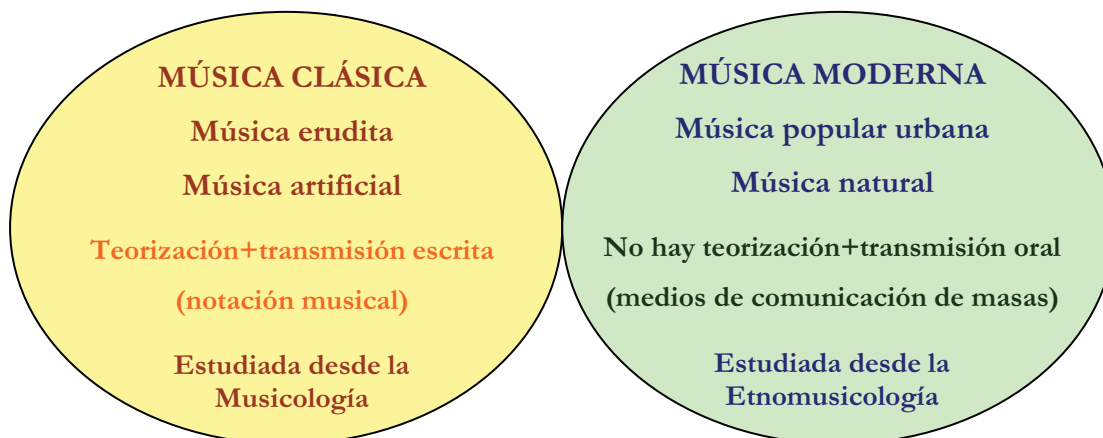 MÚSICA CLÁSICA
Música erudita
Música artificial
Teorización+transmisión escrita
(notación musical)
Estudiada desde la
Musicología
MÚSICA MODERNA
Música popular urbana
Música natural
No hay teorización+transmisión oral
(medios de comunicación de masas)
Estudiada desde la
Etnomusicología